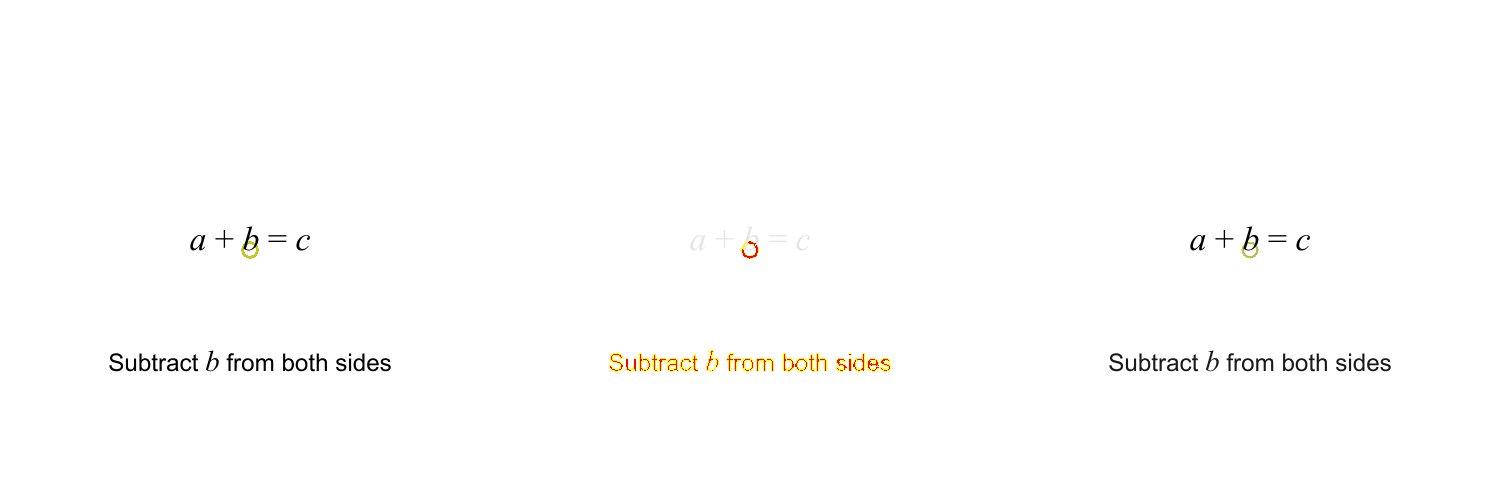 a + b = c a + b = c a + b = c
Subtract b from both sides Subtract b from both sides Subtract b from both sides